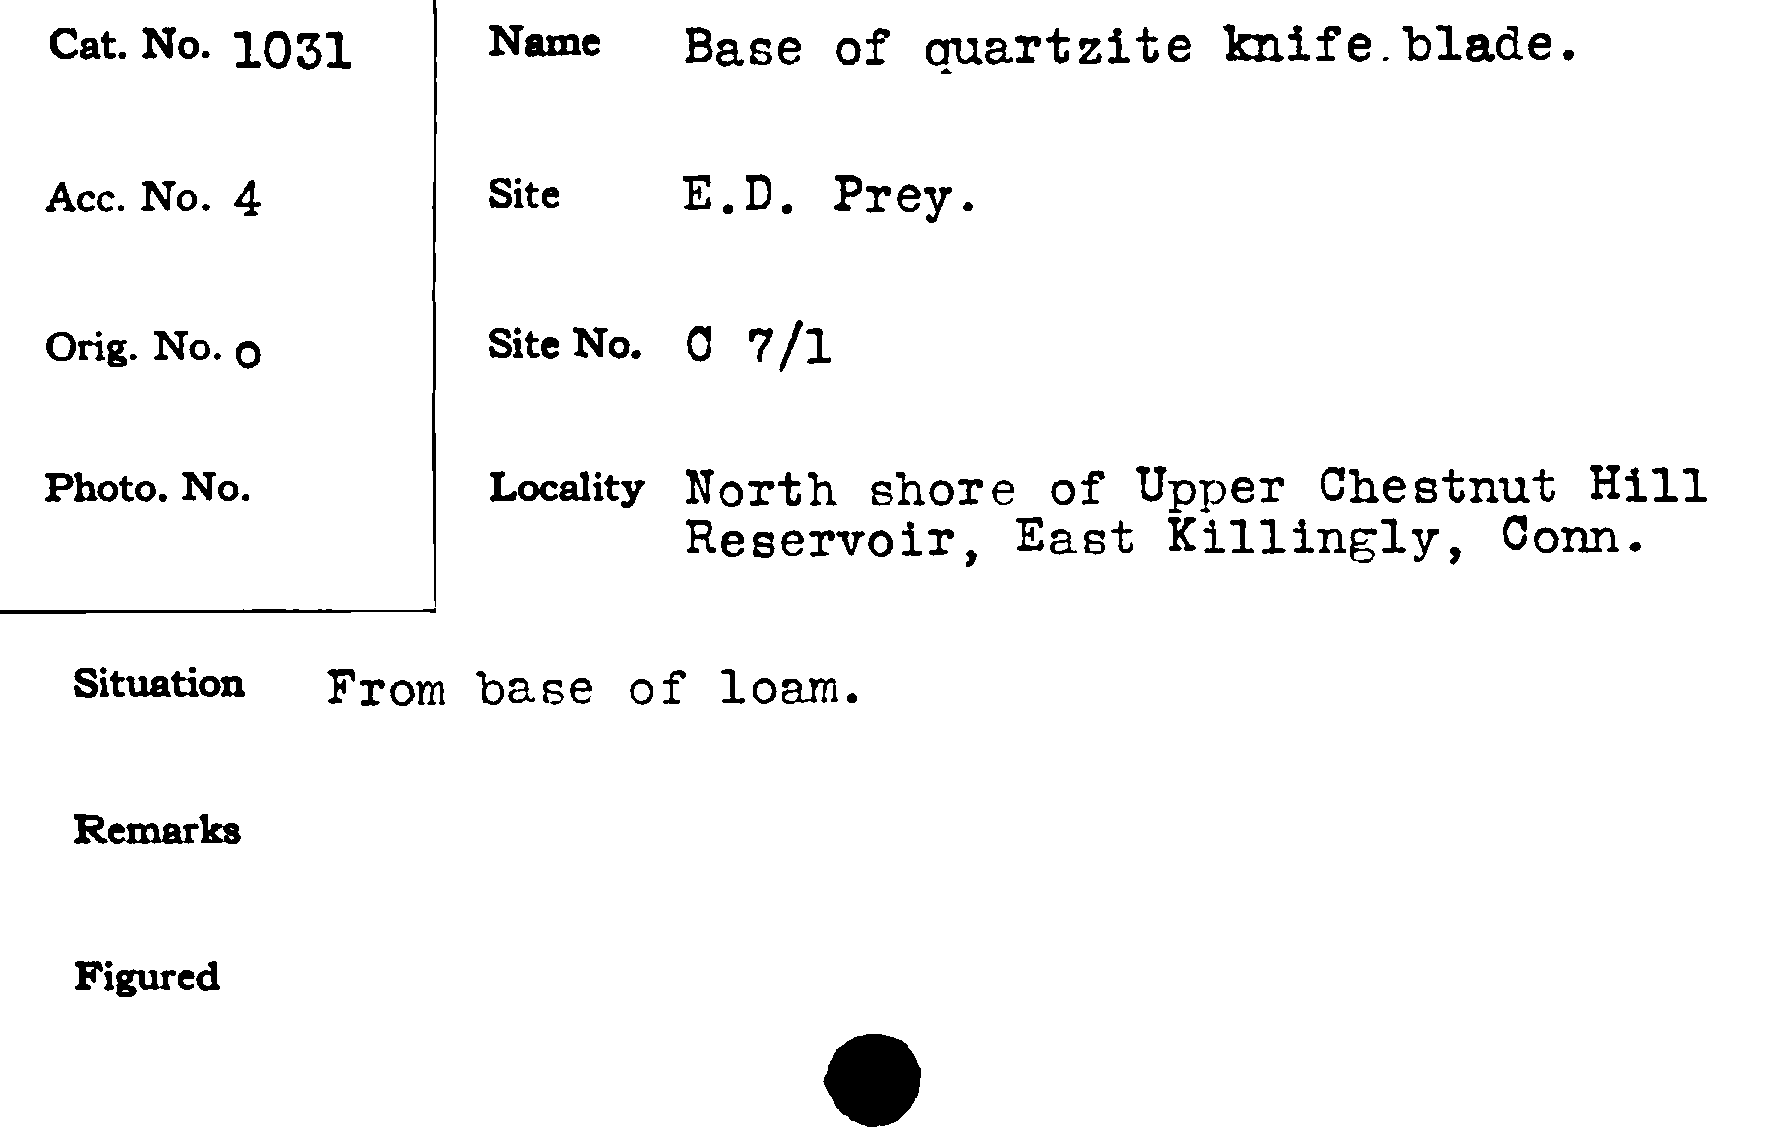 Cat. No. 1031
Name Base of quartzite knife.blade.
Acc. No. 4
Site E.D. Prey.
Orig. No. o
Site No. C 7/1
Photo. No.
Locality North shore of Upper Chestnut Hill
Reservoir, East Killingly, Conn.
Situation From base of loam.
Remarks
Figured